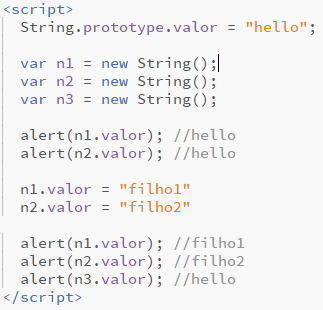 <script>
String.prototype.valor = "hello";
var n1 = new String();
var n2 = new String();
var n3 = new String();
alert(n1.valor); //hello
alert(n2.valor); //hello
n1.valor = "filho1"
n2.valor = "filho2"
alert(n1.valor); //filho1
alert(n2.valor); //filho2
alert(n3.valor); //hello
</script>